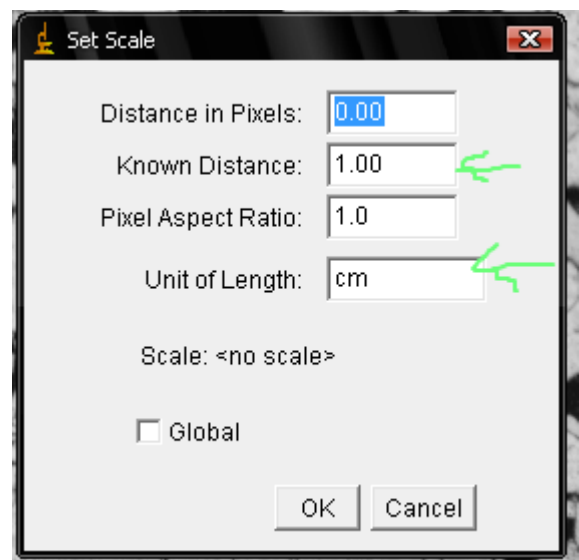 Set Scale
Distance in Pixels: 0.00
Known Distance: 1.00
Pixel Aspect Ratio: 1.0
Unit of Length: cm
Scale: <no scale>
Global
OK Cancel